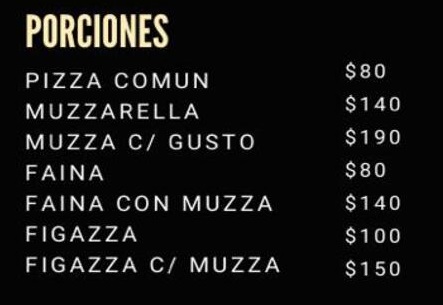 PORCIONES
PIZZA COMUN $80
MUZZARELLA $140
MUZZA C/ GUSTO $190
FAINA $80
FAINA CON MUZZA $140
FIGAZZA $100
FIGAZZA C/ MUZZA $150